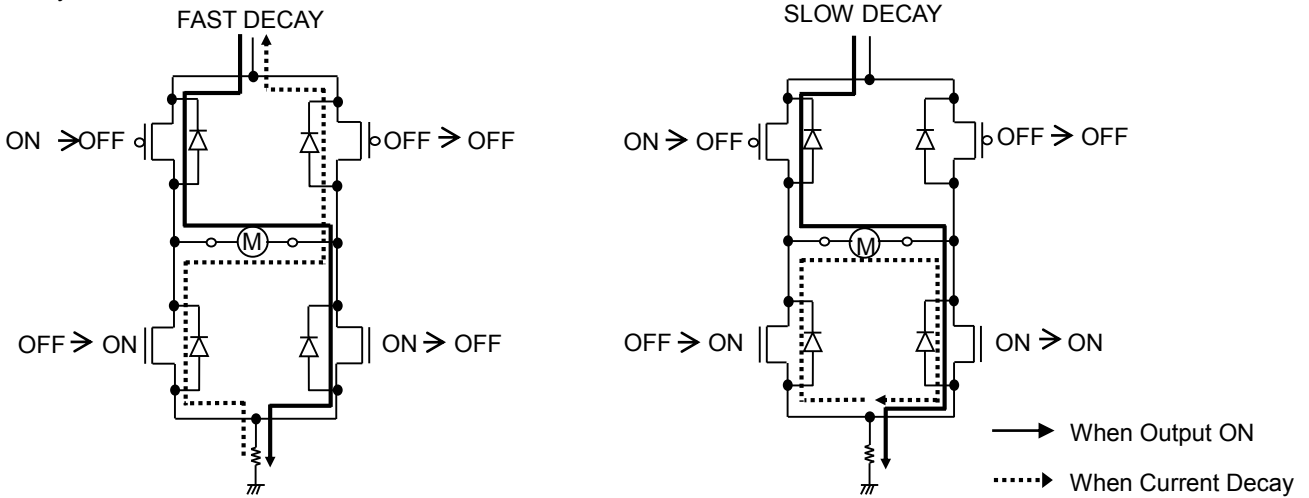 FAST DECAY
SLOW DECAY
ON → OFF
OFF → OFF
ON → OFF
OFF → OFF
M
M
OFF → ON
ON → OFF
OFF → ON
ON → ON
When Output ON
When Current Decay